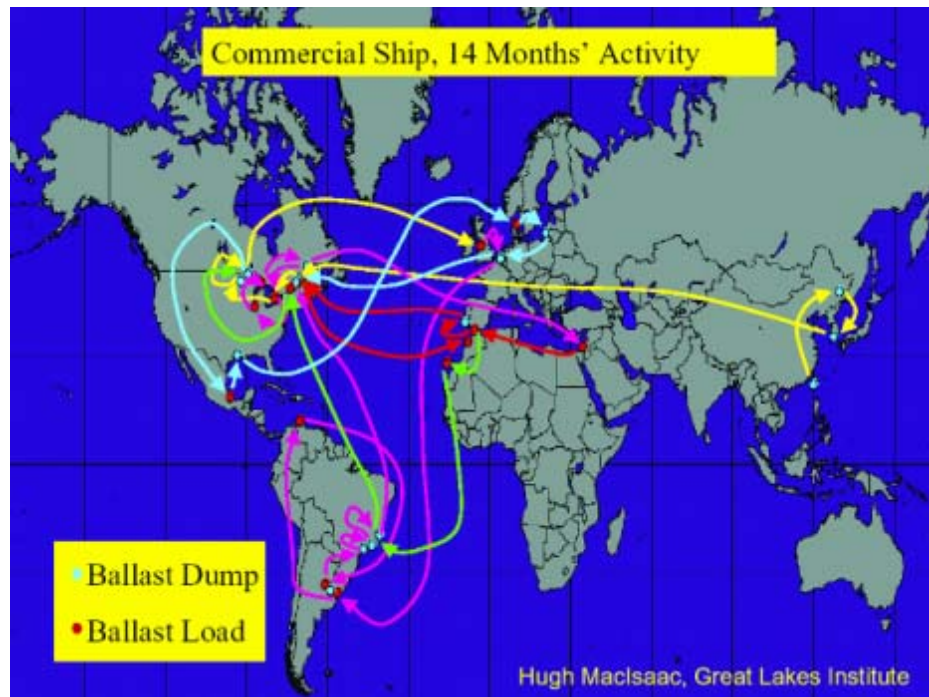 Commercial Ship, 14 Months' Activity
Ballast Dump
Ballast Load
Hugh MacIsaac, Great Lakes Institute